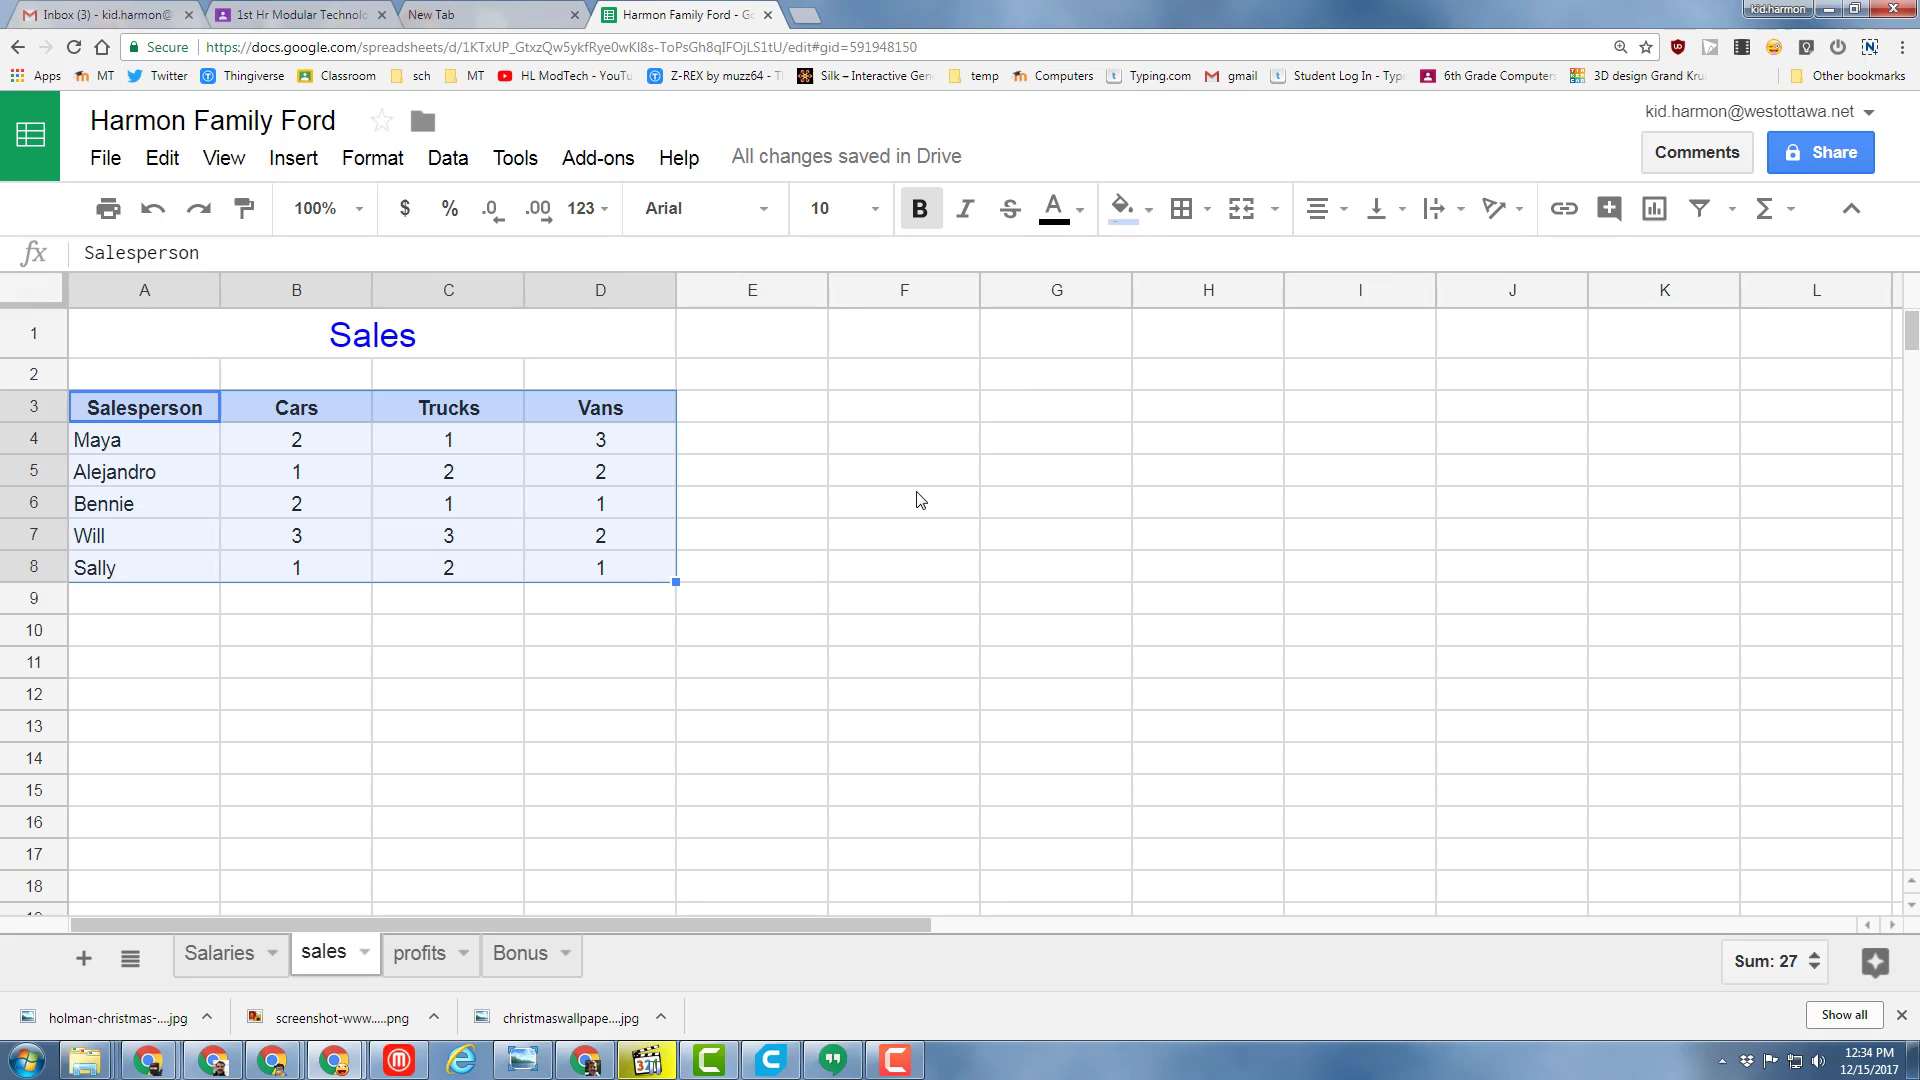 Inbox (3) - kid.harmon@
1st Hr Modular Technolo
New Tab
Harmon Family Ford - Go
kid.harmon
Secure
https://docs.google.com/spreadsheets/d/1KTxUP_GtxzQw5ykfRye0wKI8s-ToPsGh8qIFOjLS1tU/edit#gid=591948150
Apps MT Twitter Thingiverse Classroom sch MT HL ModTech - YouTu Z-REX by muzz64 - Silk – Interactive Gen temp Computers Typing.com gmail Student Log In - Typi 6th Grade Computers 3D design Grand Kru Other bookmarks
Harmon Family Ford
kid.harmon@westottawa.net
File Edit View Insert Format Data Tools Add-ons Help All changes saved in Drive
Comments Share
100% $ % .0 .00 123 Arial 10 B I S A Σ
fx Salesperson
A B C D E F G H I J K L
1 Sales
2
3 Salesperson Cars Trucks Vans
4 Maya 2 1 3
5 Alejandro 1 2 2
6 Bennie 2 1 1
7 Will 3 3 2
8 Sally 1 2 1
9
10
11
12
13
14
15
16
17
18
Salaries sales profits Bonus Sum: 27
holman-christmas-....jpg screenshot-www.....png christmaswallpape....jpg Show all
12:34 PM
12/15/2017